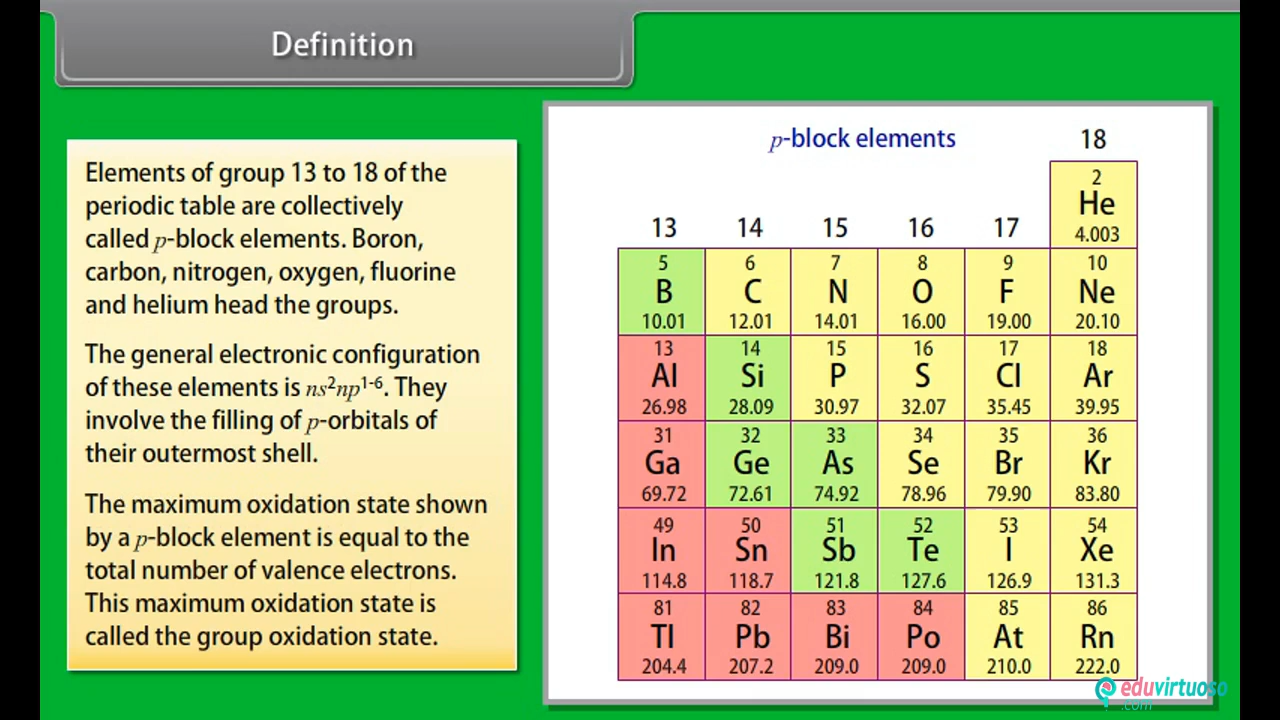 Definition
Elements of group 13 to 18 of the
periodic table are collectively
called p-block elements. Boron,
carbon, nitrogen, oxygen, fluorine
and helium head the groups.
The general electronic configuration
of these elements is ns²np¹⁻⁶. They
involve the filling of p-orbitals of
their outermost shell.
The maximum oxidation state shown
by a p-block element is equal to the
total number of valence electrons.
This maximum oxidation state is
called the group oxidation state.
p-block elements 18
2
He
4.003
13 14 15 16 17
5 6 7 8 9 10
B C N O F Ne
10.01 12.01 14.01 16.00 19.00 20.10
13 14 15 16 17 18
Al Si P S Cl Ar
26.98 28.09 30.97 32.07 35.45 39.95
31 32 33 34 35 36
Ga Ge As Se Br Kr
69.72 72.61 74.92 78.96 79.90 83.80
49 50 51 52 53 54
In Sn Sb Te I Xe
114.8 118.7 121.8 127.6 126.9 131.3
81 82 83 84 85 86
Tl Pb Bi Po At Rn
204.4 207.2 209.0 209.0 210.0 222.0
eduvirtuoso
.com